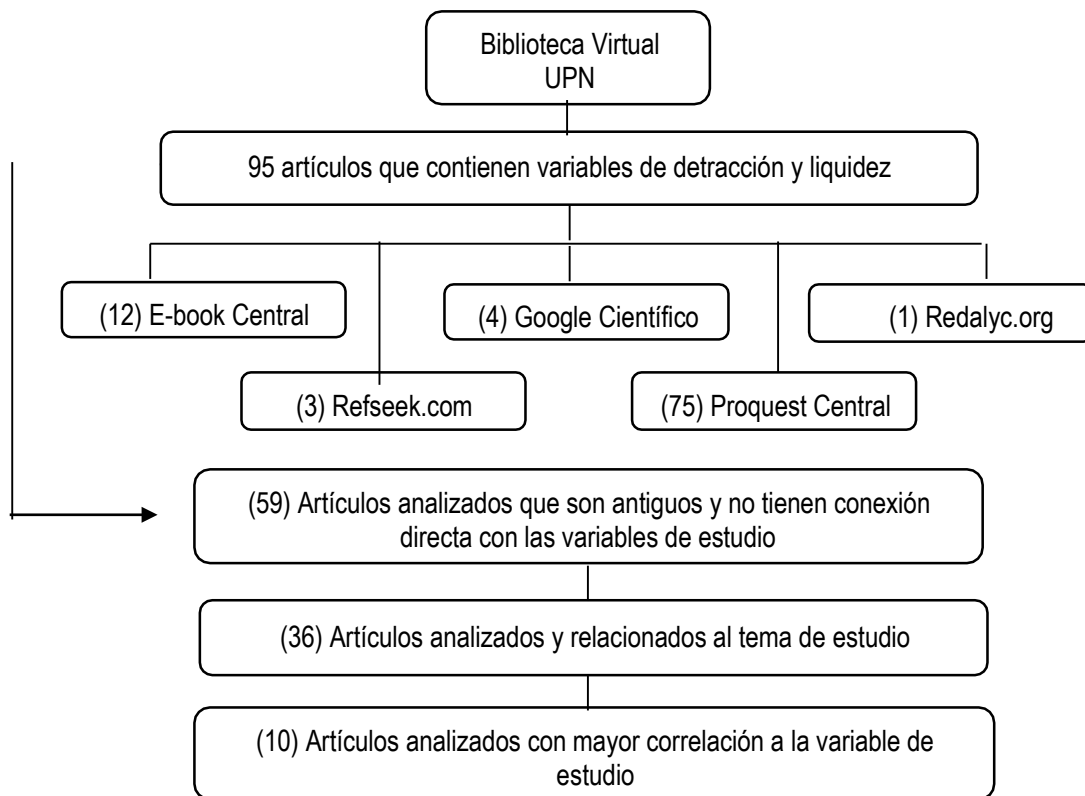 Biblioteca Virtual
UPN
95 artículos que contienen variables de detracción y liquidez
(12) E-book Central
(4) Google Científico
(1) Redalyc.org
(3) Refseek.com
(75) Proquest Central
(59) Artículos analizados que son antiguos y no tienen conexión
directa con las variables de estudio
(36) Artículos analizados y relacionados al tema de estudio
(10) Artículos analizados con mayor correlación a la variable de
estudio